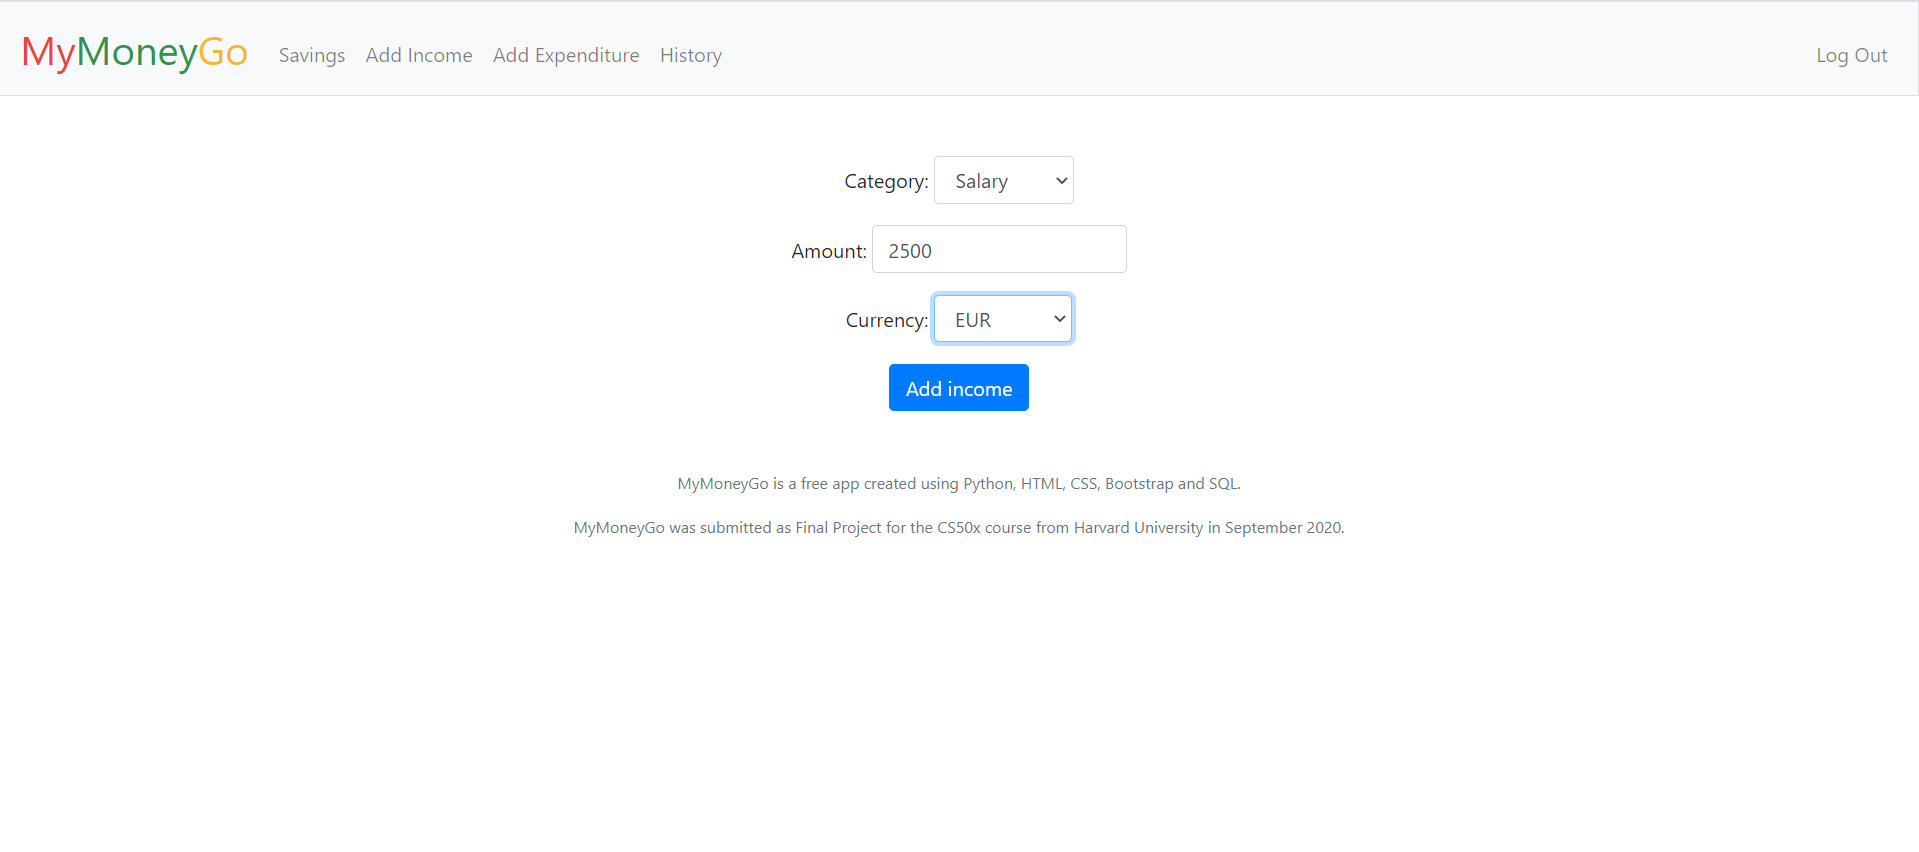 MyMoneyGo Savings Add Income Add Expenditure History Log Out
Category: Salary
Amount: 2500
Currency: EUR
Add income
MyMoneyGo is a free app created using Python, HTML, CSS, Bootstrap and SQL.
MyMoneyGo was submitted as Final Project for the CS50x course from Harvard University in September 2020.